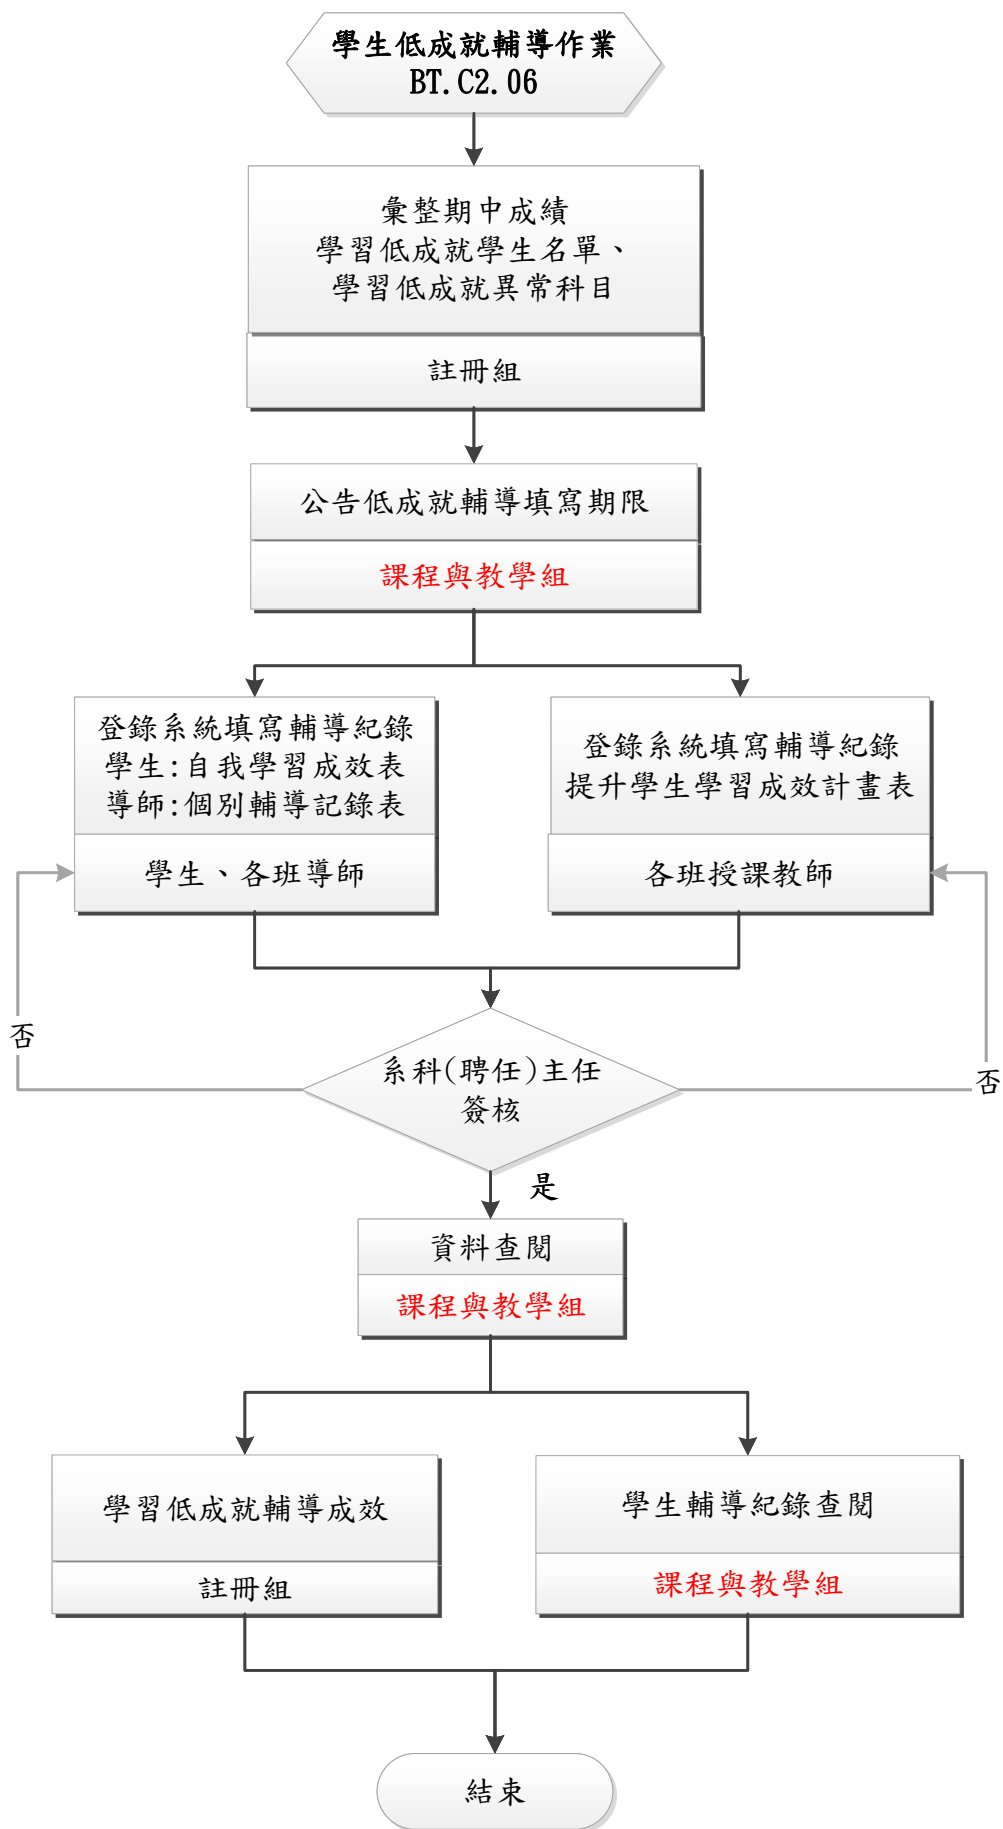 學生低成就輔導作業
BT.C2.06
彙整期中成績
學習低成就學生名單、
學習低成就異常科目
註冊組
公告低成就輔導填寫期限
課程與教學組
登錄系統填寫輔導紀錄
學生:自我學習成效表
導師:個別輔導記錄表
學生、各班導師
登錄系統填寫輔導紀錄
提升學生學習成效計畫表
各班授課教師
否
系科(聘任)主任
簽核
否
是
資料查閱
課程與教學組
學習低成就輔導成效
註冊組
學生輔導紀錄查閱
課程與教學組
結束